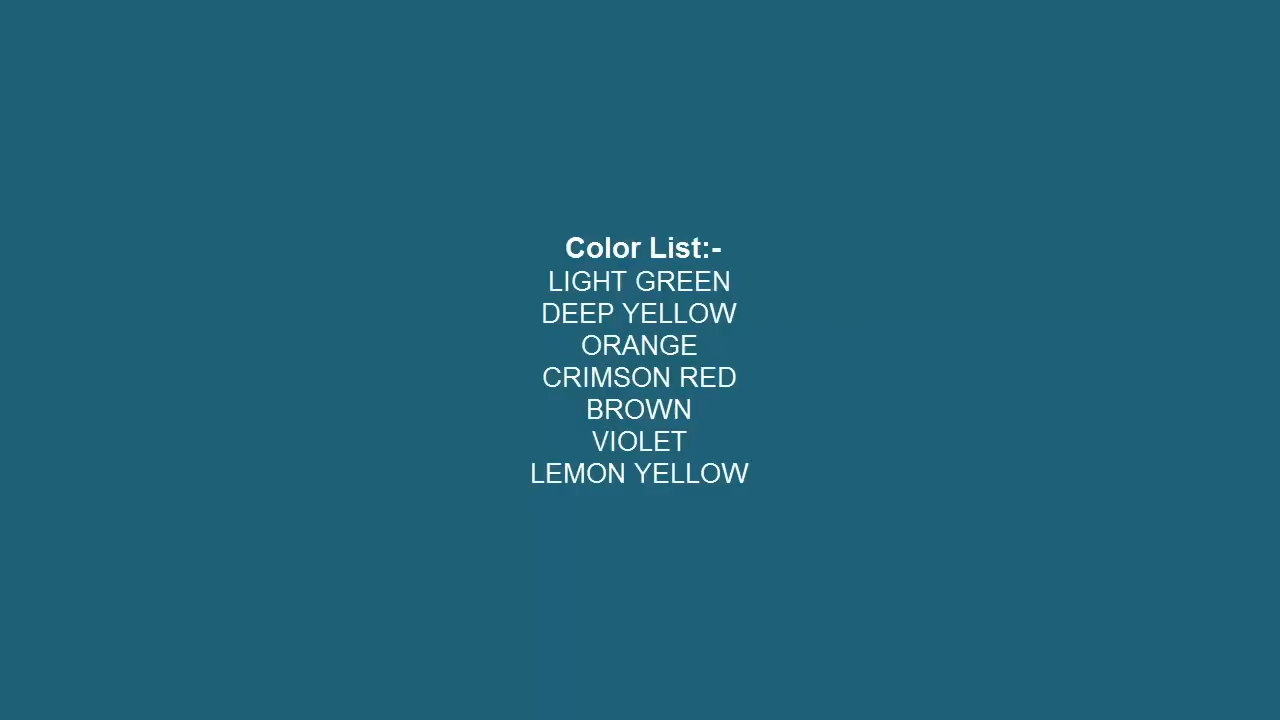 Color List:-
LIGHT GREEN
DEEP YELLOW
ORANGE
CRIMSON RED
BROWN
VIOLET
LEMON YELLOW